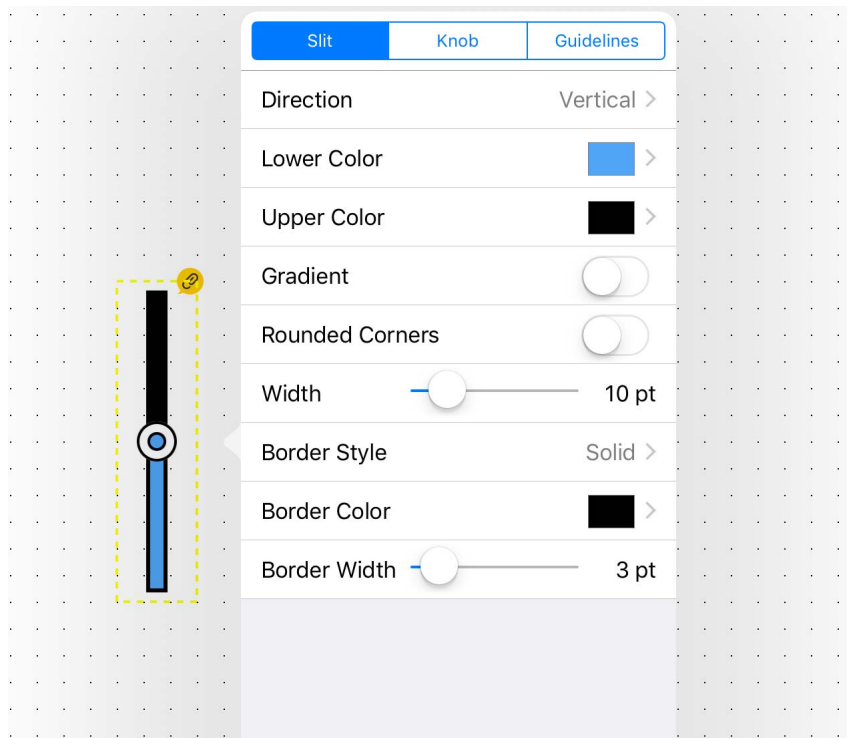 Slit Knob Guidelines
Direction Vertical
Lower Color
Upper Color
Gradient
Rounded Corners
Width 10 pt
Border Style Solid
Border Color
Border Width 3 pt